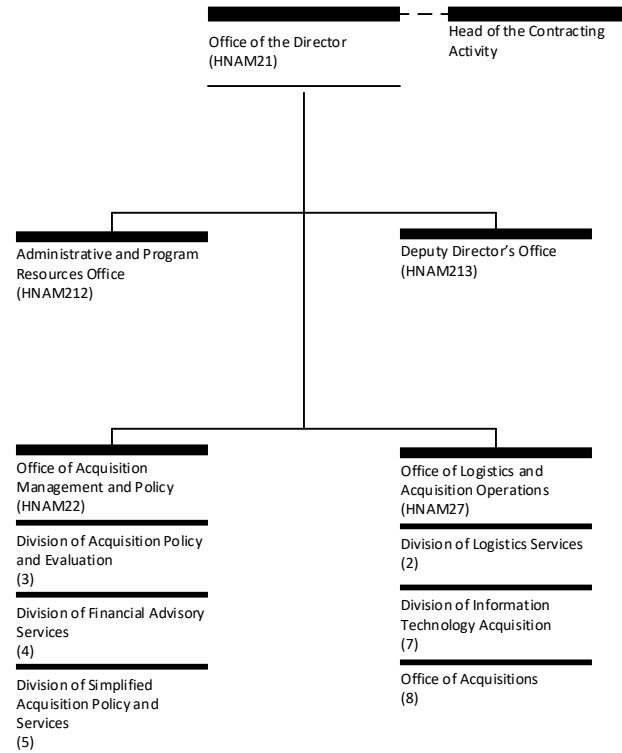 Office of the Director
(HNAM21)
Head of the Contracting
Activity
Administrative and Program
Resources Office
(HNAM212)
Deputy Director's Office
(HNAM213)
Office of Acquisition
Management and Policy
(HNAM22)
Division of Acquisition Policy
and Evaluation
(3)
Division of Financial Advisory
Services
(4)
Division of Simplified
Acquisition Policy and
Services
(5)
Office of Logistics and
Acquisition Operations
(HNAM27)
Division of Logistics Services
(2)
Division of Information
Technology Acquisition
(7)
Office of Acquisitions
(8)